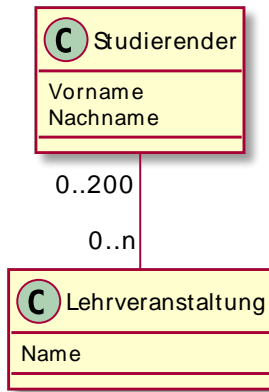 C Studierender
Vorname
Nachname
0..200
0..n
C Lehrveranstaltung
Name